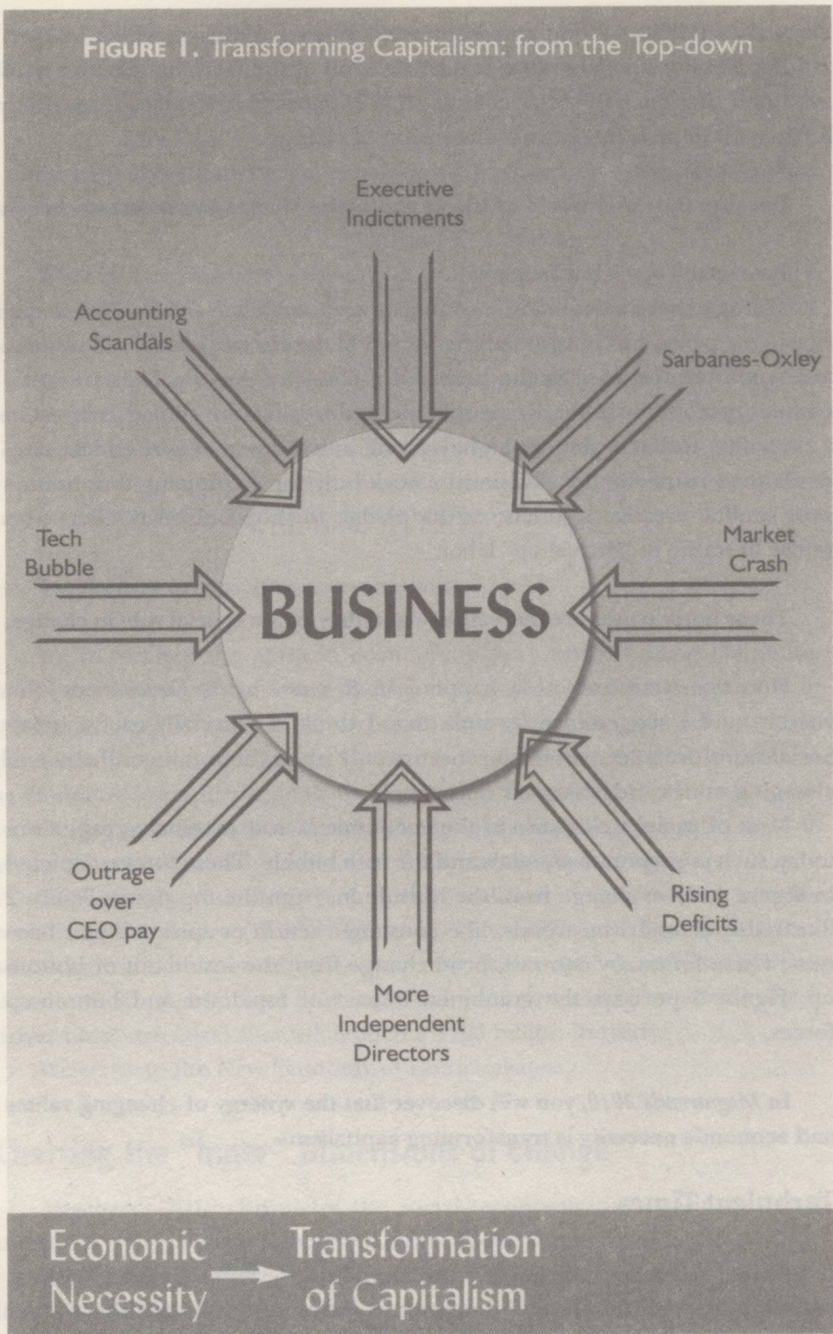 FIGURE 1. Transforming Capitalism: from the Top-down
Executive
Indictments
Accounting
Scandals
Sarbanes-Oxley
Tech
Bubble
Market
Crash
BUSINESS
Outrage
over
CEO pay
Rising
Deficits
More
Independent
Directors
Economic
Necessity
Transformation
of Capitalism